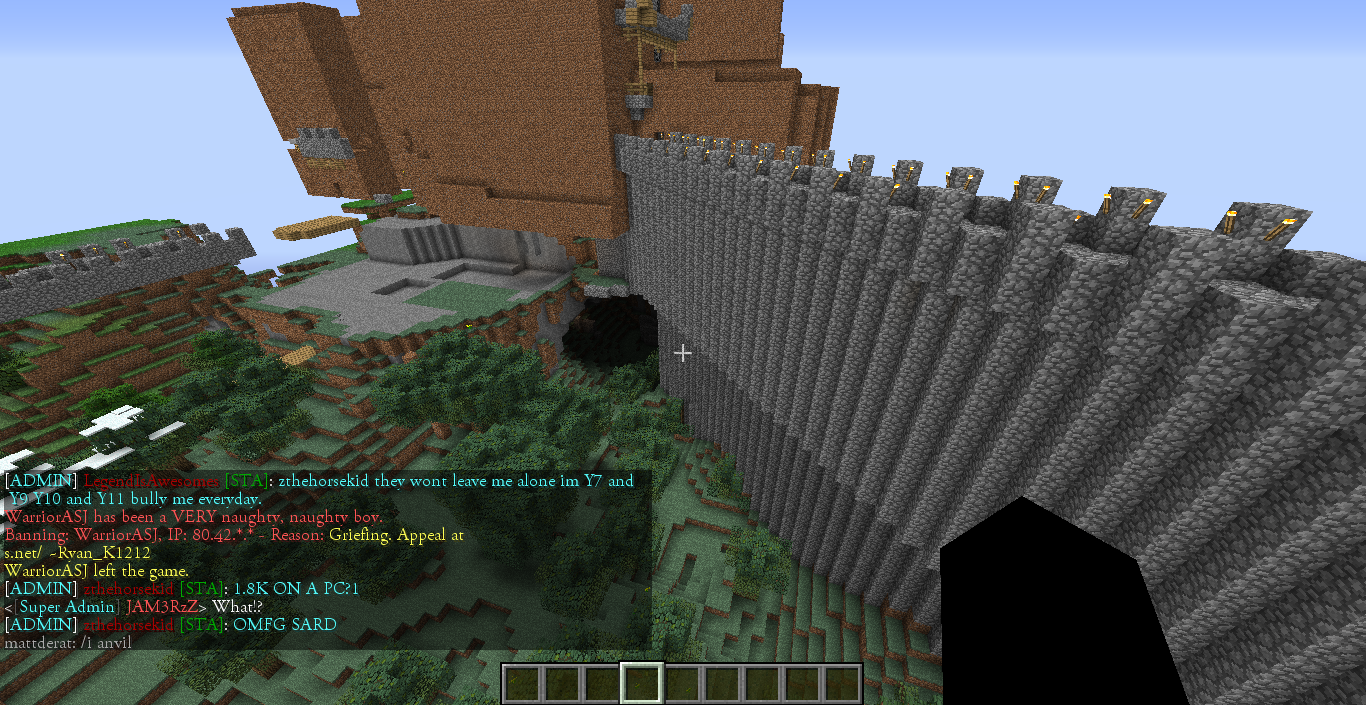 [ADMIN] LegendIsAwesomes [STA]: zthehorsekid they wont leave me alone im Y7 and
Y9 Y10 and Y11 bully me everyday.
WarriorASJ has been a VERY naughty, naughty boy.
Banning: WarriorASJ, IP: 80.42.*.* - Reason: Griefing. Appeal at
s.net/ ~Ryan_K1212
WarriorASJ left the game.
[ADMIN] zthehorsekid [STA]: 1.8K ON A PC?1
<[Super Admin] JAM3RzZ> What!?
[ADMIN] zthehorsekid [STA]: OMFG SARD
mattderat: /i anvil